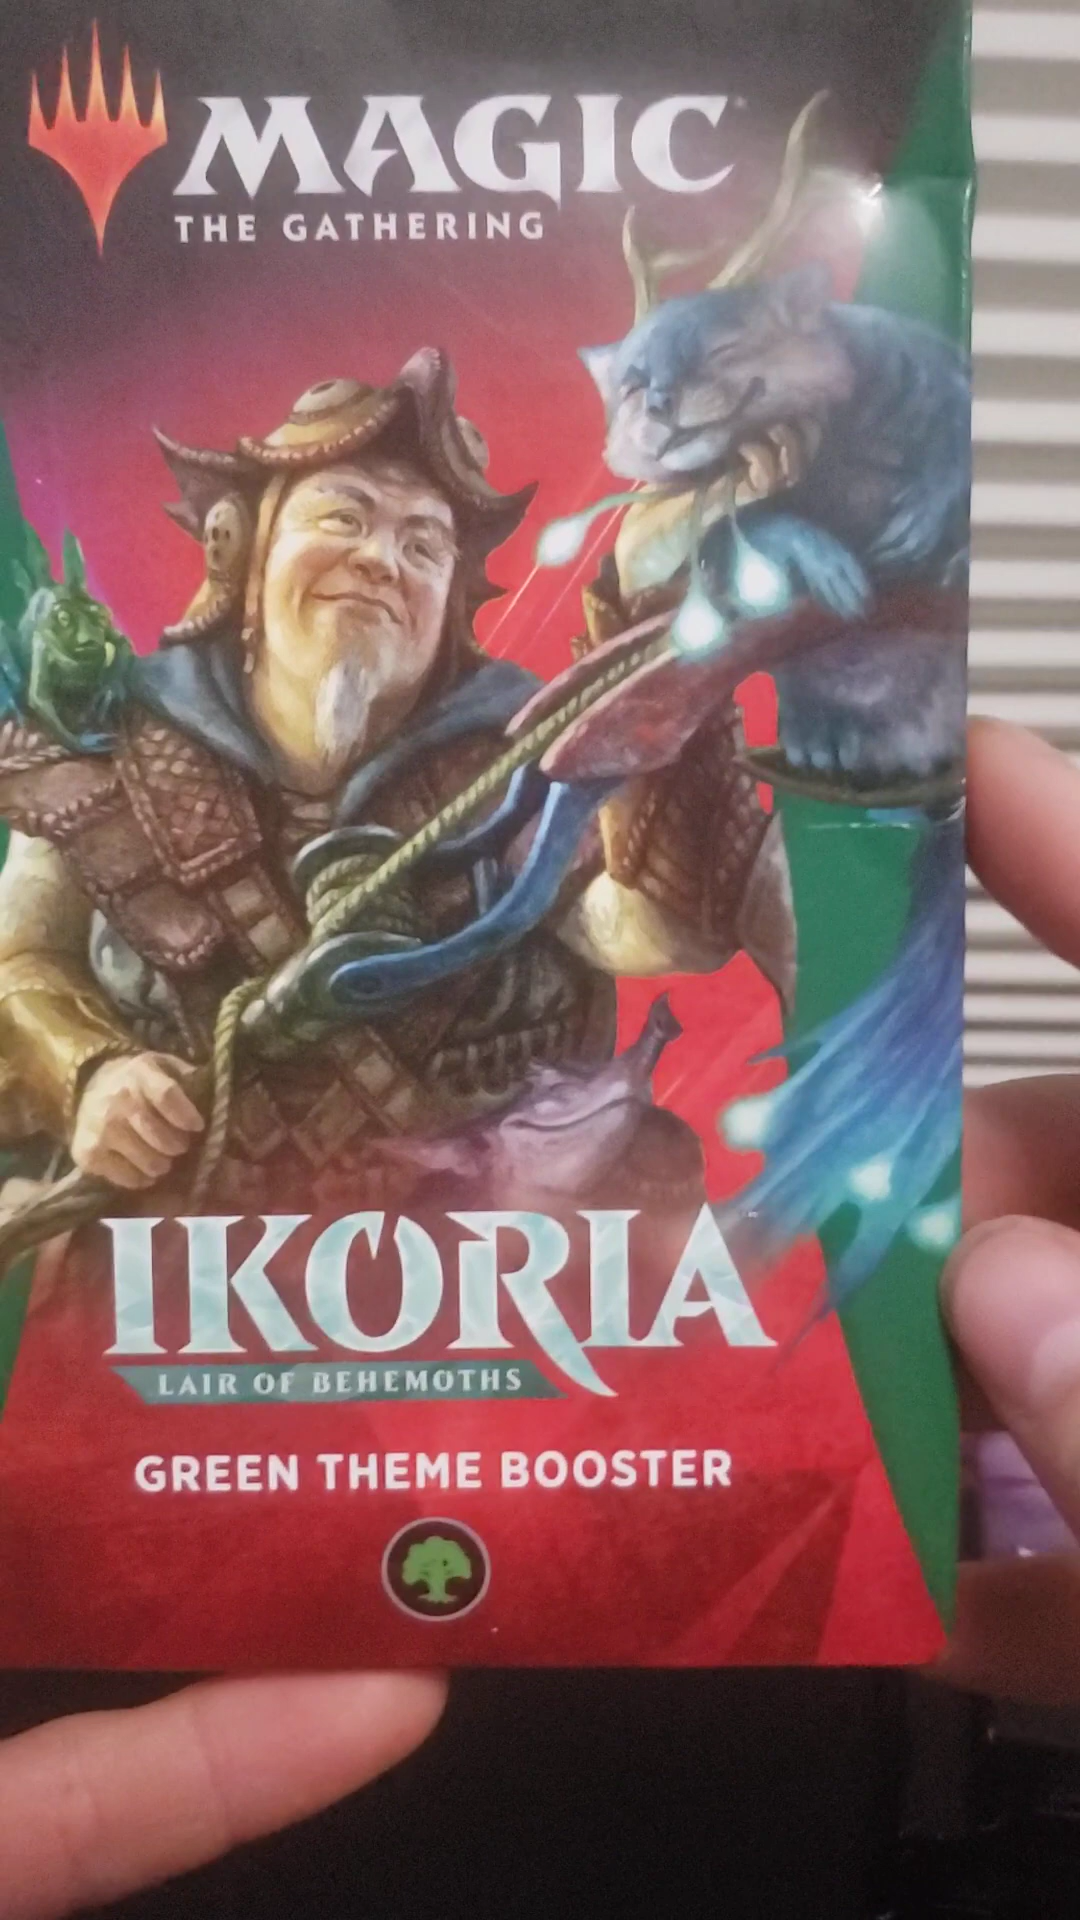 MAGIC
THE GATHERING
IKORIA
LAIR OF BEHEMOTHS
GREEN THEME BOOSTER